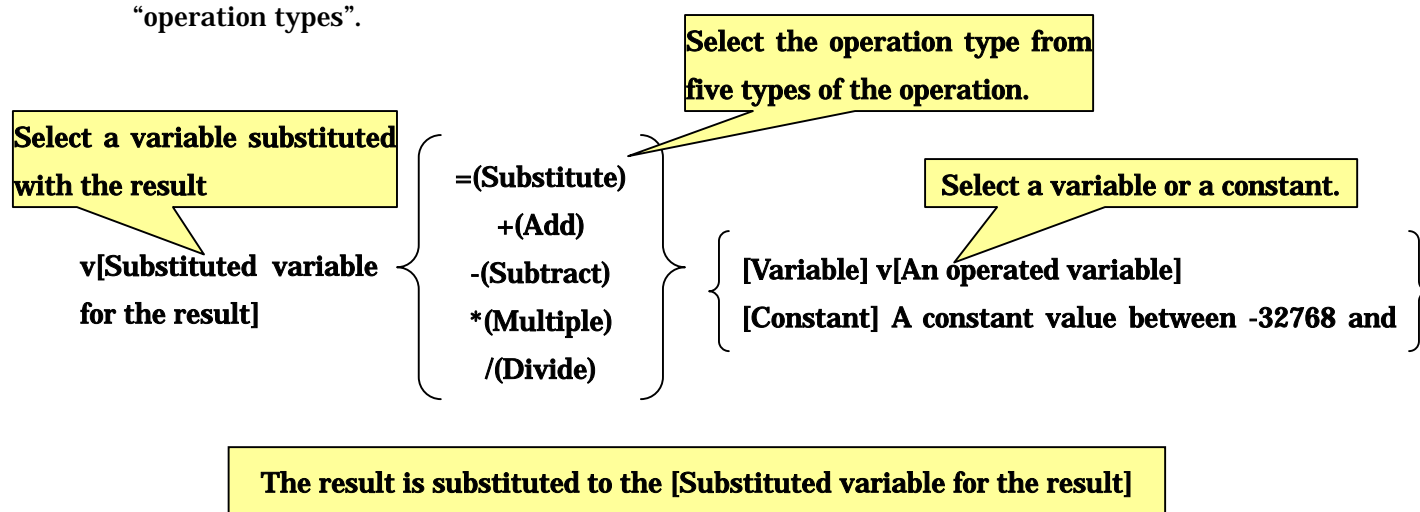 “operation types”.
Select the operation type from
five types of the operation.
Select a variable substituted
with the result
=(Substitute)
+(Add)
-(Subtract)
*(Multiple)
/(Divide)
Select a variable or a constant.
v[Substituted variable
for the result]
[Variable] v[An operated variable]
[Constant] A constant value between -32768 and
The result is substituted to the [Substituted variable for the result]